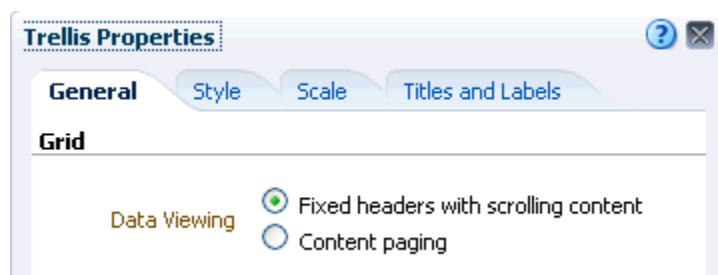 Trellis Properties
General Style Scale Titles and Labels
Grid
Data Viewing Fixed headers with scrolling content
Content paging